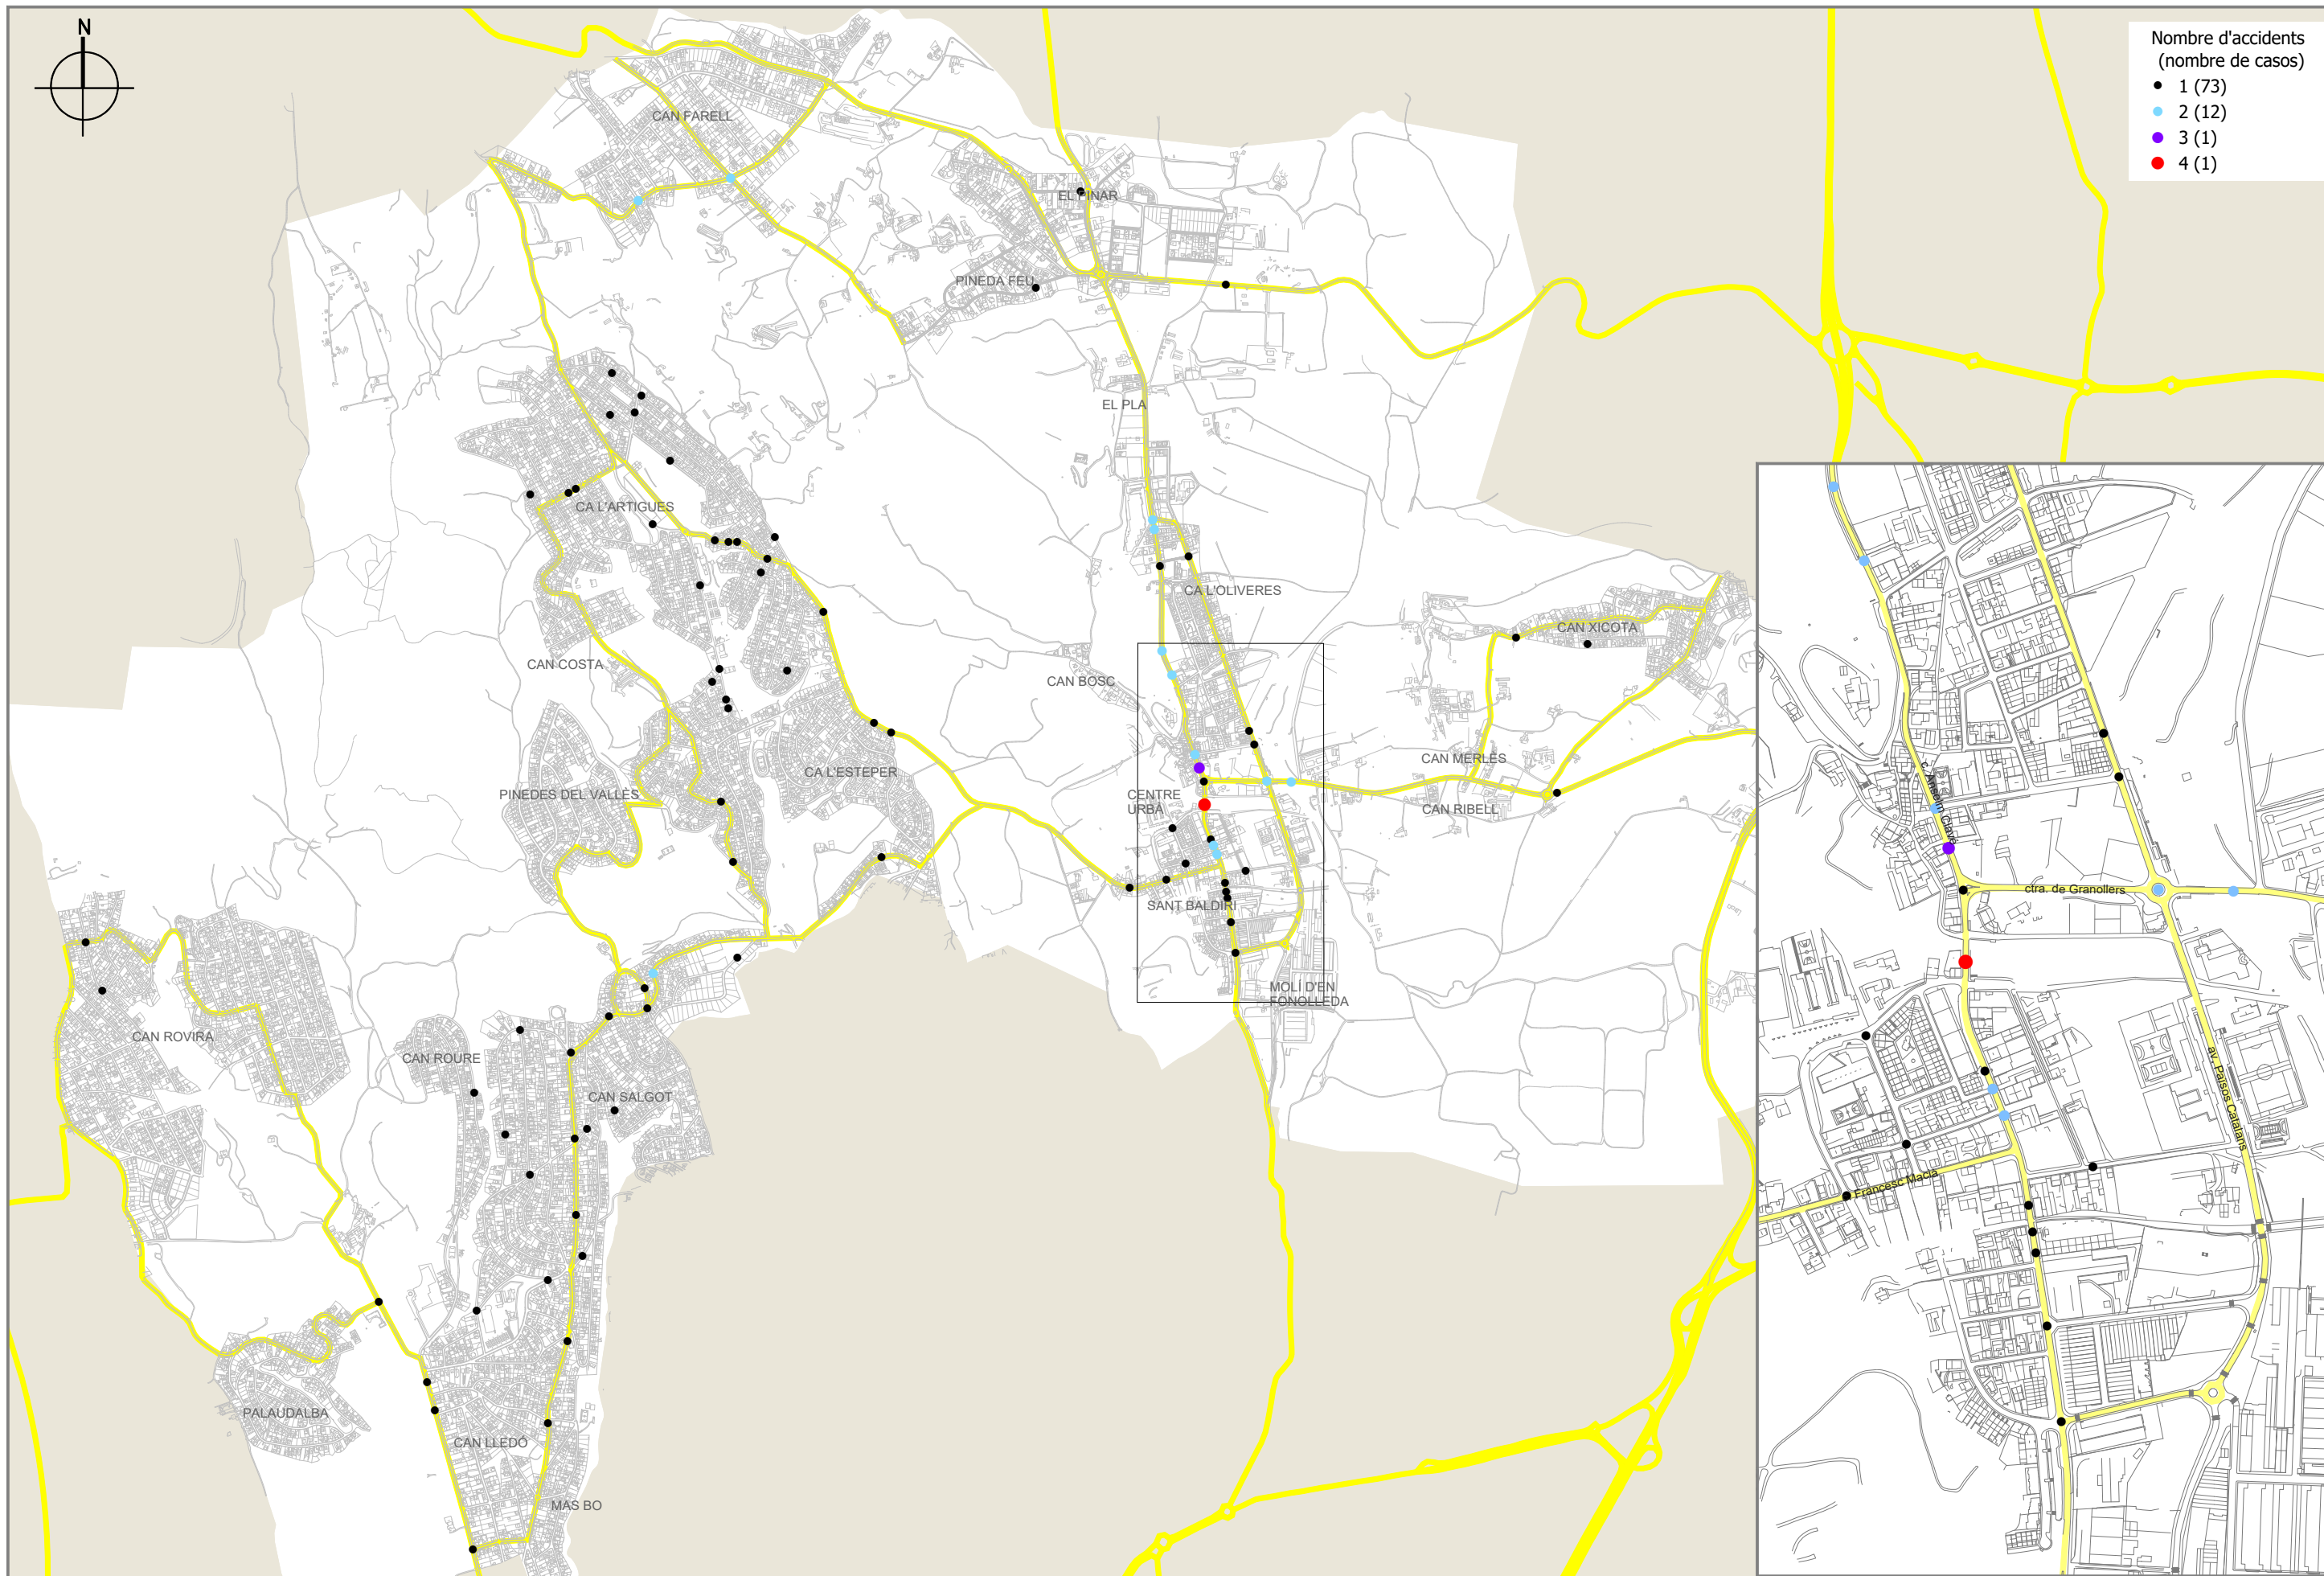 N
Nombre d'accidents
(nombre de casos)
1 (73)
2 (12)
3 (1)
4 (1)
CAN FARELL
EL PINAR
PINEDA FEU
EL PLA
CA L'ARTIGUES
CA L'OLIVERES
CAN XICOTA
CAN COSTA
CAN BOSC
CAN MERLÈS
CA L'ESTEPER
PINEDES DEL VALLÈS
CENTRE
URBÀ
CAN RIBELL
SANT BALDIRI
MOLÍ D'EN
FONOLLEDA
CAN ROVIRA
CAN ROURE
CAN SALGOT
PALAUDALBA
CAN LLEDÓ
MAS BO
c. Anselm Clavé
ctra. de Granollers
av. Països Catalans
Francesc Macià